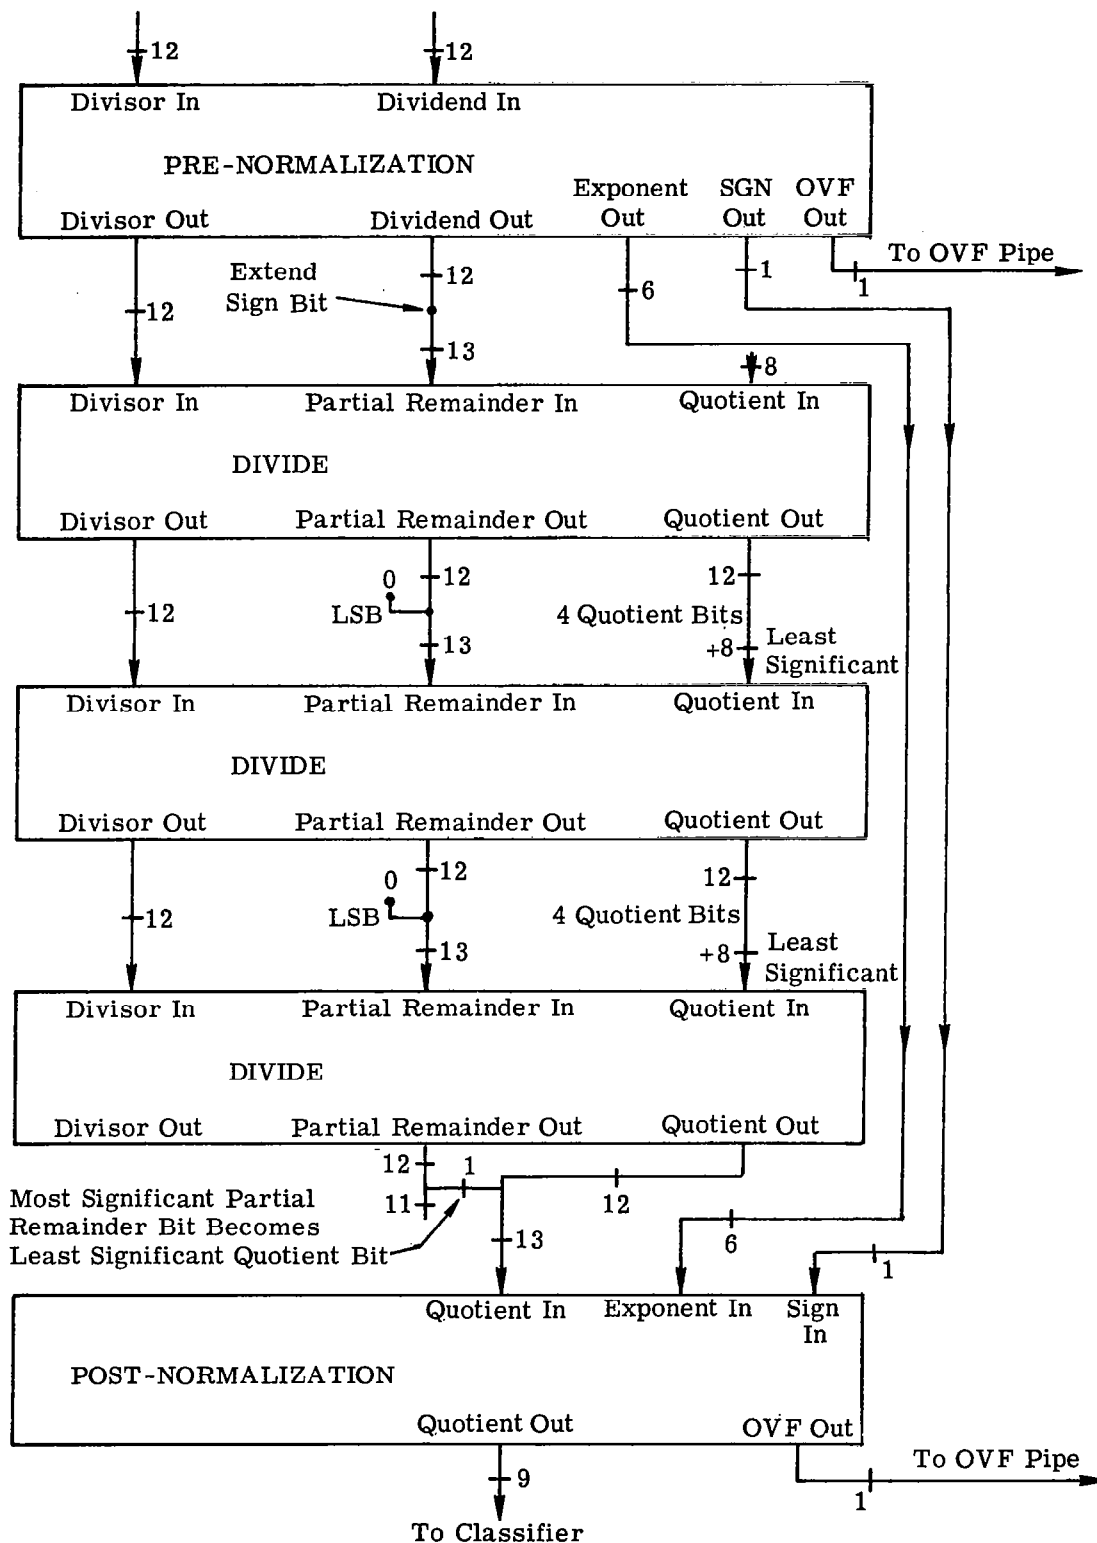 12
12
Divisor In
Dividend In
PRE-NORMALIZATION
Exponent Out
SGN Out
OVF Out
Divisor Out
Dividend Out
To OVF Pipe
Extend
Sign Bit
12
12
6
1
1
13
8
Divisor In
Partial Remainder In
Quotient In
DIVIDE
Divisor Out
Partial Remainder Out
Quotient Out
0
12
12
LSB
12
4 Quotient Bits
13
+8
Least
Significant
Divisor In
Partial Remainder In
Quotient In
DIVIDE
Divisor Out
Partial Remainder Out
Quotient Out
0
12
12
LSB
12
4 Quotient Bits
13
+8
Least
Significant
Divisor In
Partial Remainder In
Quotient In
DIVIDE
Divisor Out
Partial Remainder Out
Quotient Out
12
1
11
12
Most Significant Partial
Remainder Bit Becomes
Least Significant Quotient Bit
13
6
1
Quotient In
Exponent In
Sign
In
POST-NORMALIZATION
Quotient Out
OVF Out
To OVF Pipe
9
1
To Classifier